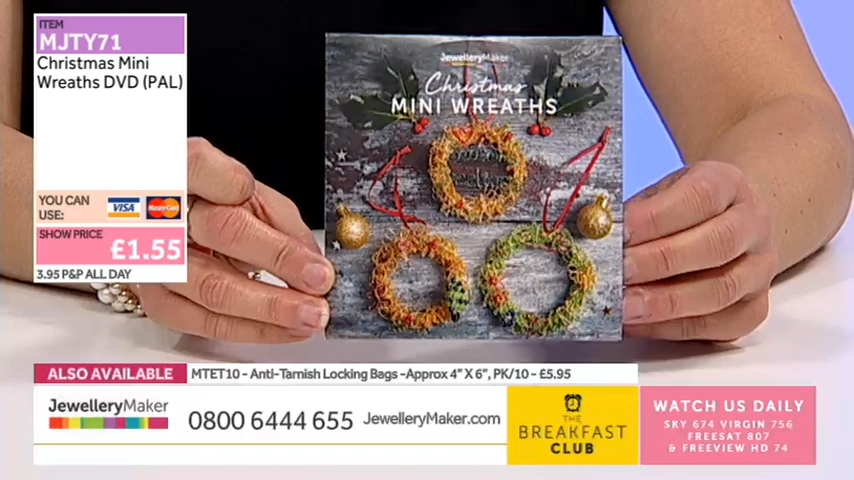 ITEM
MJTY71
Christmas Mini
Wreaths DVD (PAL)
YOU CAN
USE:
VISA
MasterCard
SHOW PRICE
£1.55
3.95 P&P ALL DAY
JewelleryMaker
Christmas
MINI WREATHS
ALSO AVAILABLE
MTET10 - Anti-Tarnish Locking Bags -Approx 4" X 6", PK/10 - £5.95
JewelleryMaker
0800 6444 655
JewelleryMaker.com
THE
BREAKFAST
CLUB
WATCH US DAILY
SKY 674 VIRGIN 756
FREESAT 807
& FREEVIEW HD 74